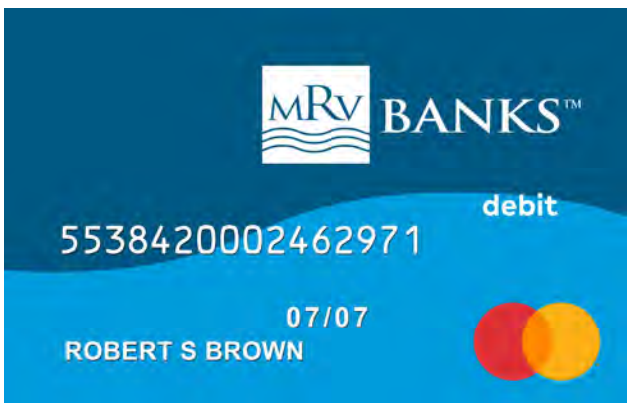 MRV BANKS™
debit
5538420002462971
07/07
ROBERT S BROWN